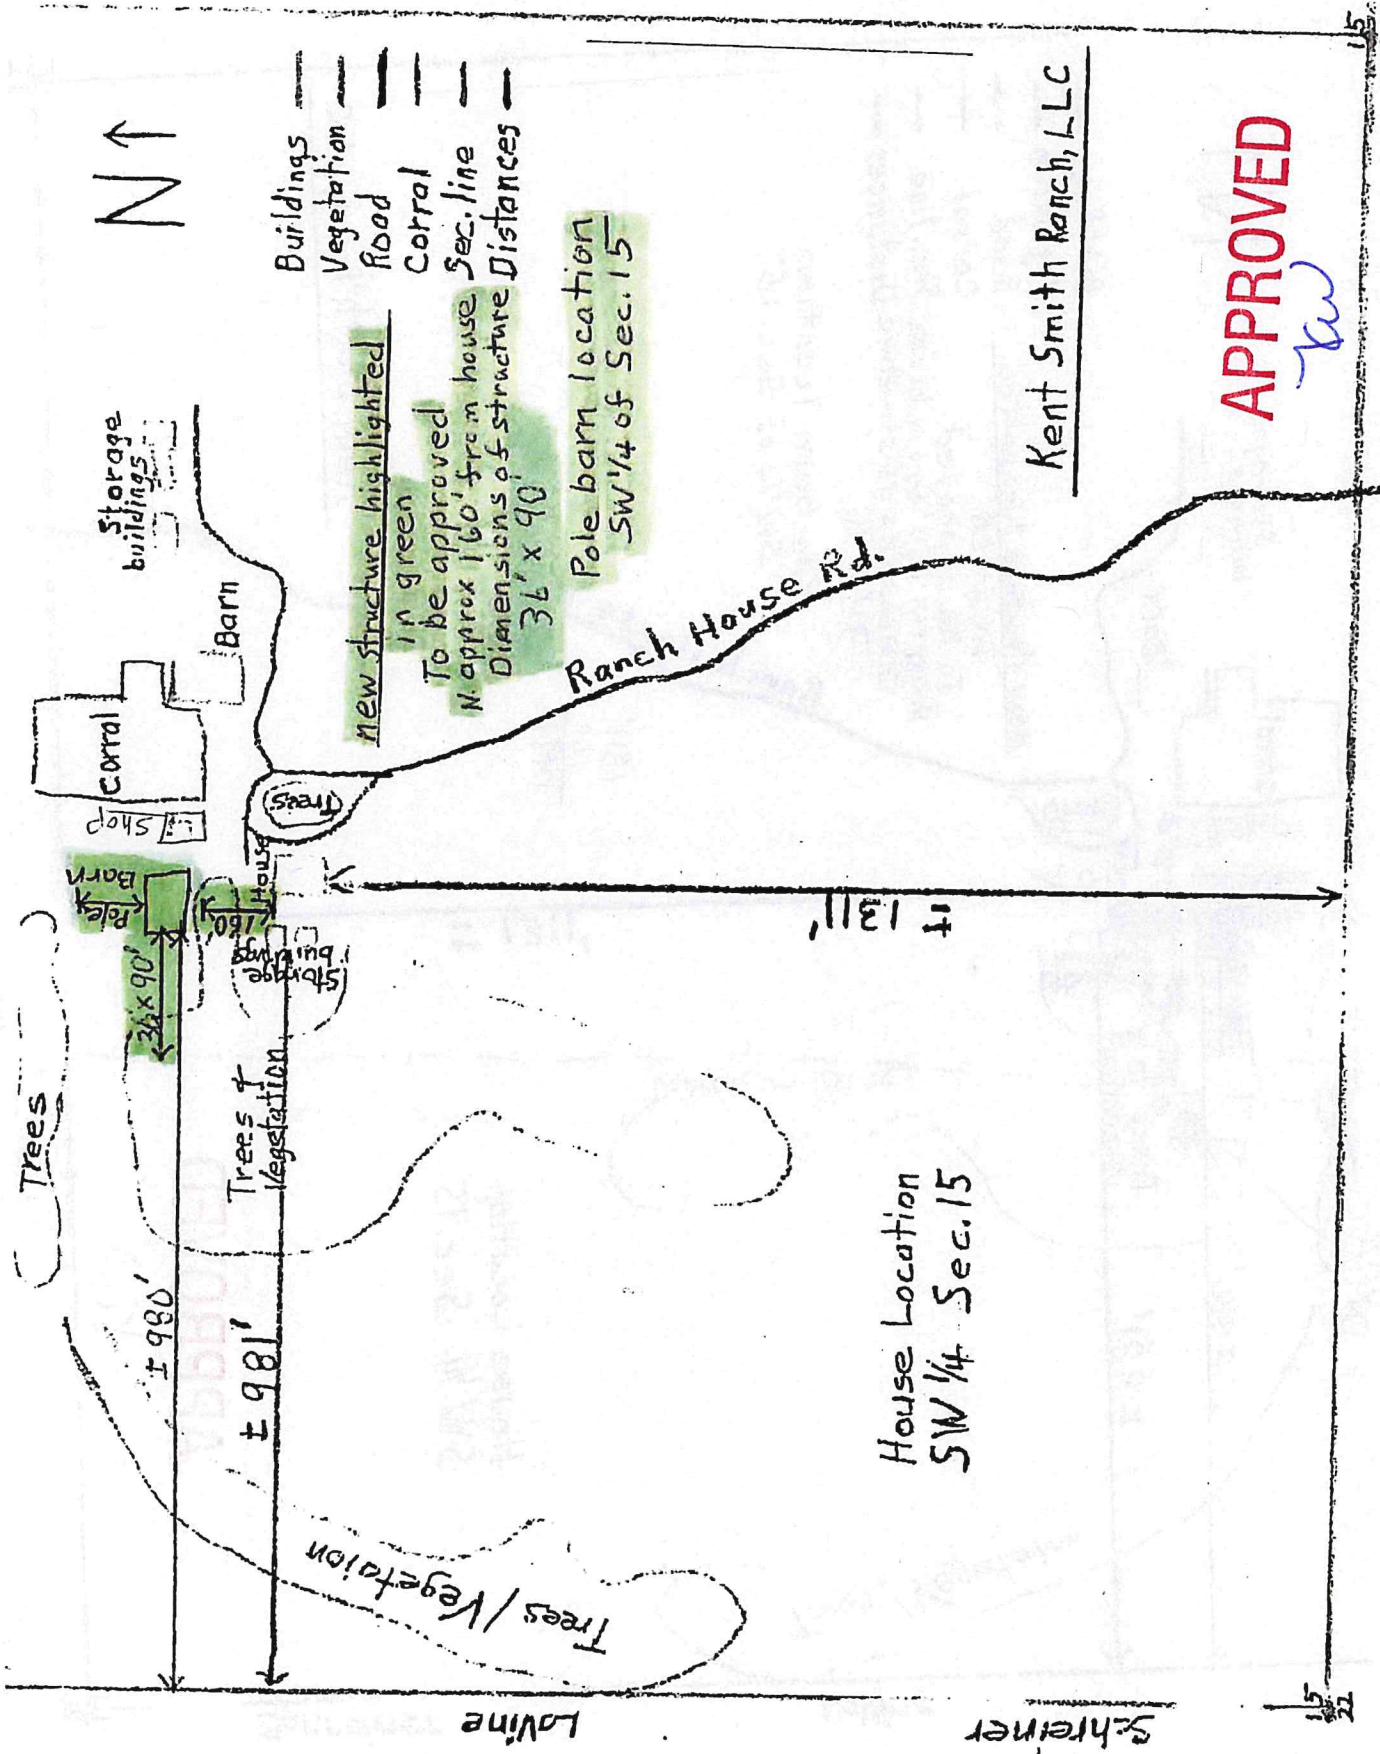 N
Storage
buildings
Barn
Corral
Shop
Pole
Barn
36' x 90'
160
House
Trees
Storage
buildings
Trees
Trees &
Vegetation
± 980'
± 981'
Trees/Vegetaion
Buildings
Vegetation
Road
Corral
Sec. line
Distances
new structure highlighted
in green
To be approved
N. approx 160' from house
Dimensions of structure
36' x 90'
Pole barn location
SW 1/4 of Sec. 15
Ranch House Rd.
± 1311'
House Location
SW 1/4 Sec. 15
Kent Smith Ranch, LLC
APPROVED
LaVine
Schreiner
15
22
15